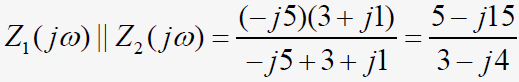 Z₁(jω) || Z₂(jω) = (−j5)(3 + j1) / (−j5 + 3 + j1) = (5 − j15) / (3 − j4)